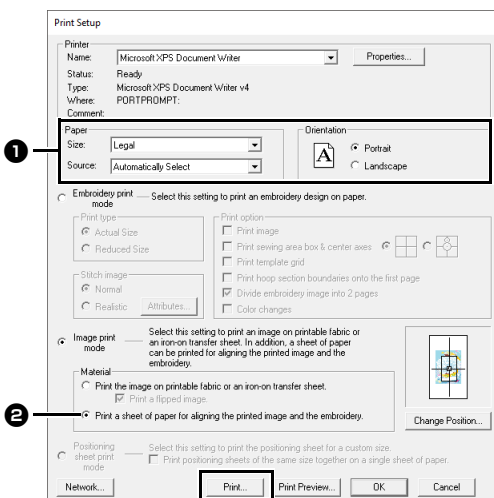 Print Setup
Printer
Name: Microsoft XPS Document Writer Properties...
Status: Ready
Type: Microsoft XPS Document Writer v4
Where: PORTPROMPT:
Comment:
Paper Orientation
1
Size: Legal A Portrait
Source: Automatically Select Landscape
Embroidery print mode Select this setting to print an embroidery design on paper.
Print type Print option
Actual Size Print image
Reduced Size Print sewing area box & center axes
Print template grid
Stitch image Print hoop section boundaries onto the first page
Normal Divide embroidery image into 2 pages
Realistic Attributes... Color changes
Image print mode Select this setting to print an image on printable fabric or
an iron-on transfer sheet. In addition, a sheet of paper
can be printed for aligning the printed image and the
embroidery.
Material
Print the image on printable fabric or an iron-on transfer sheet.
Print a flipped image.
2
Print a sheet of paper for aligning the printed image and the embroidery. Change Position...
Positioning sheet print mode Select this setting to print the positioning sheet for a custom size.
Print positioning sheets of the same size together on a single sheet of paper.
Network... Print... Print Preview... OK Cancel